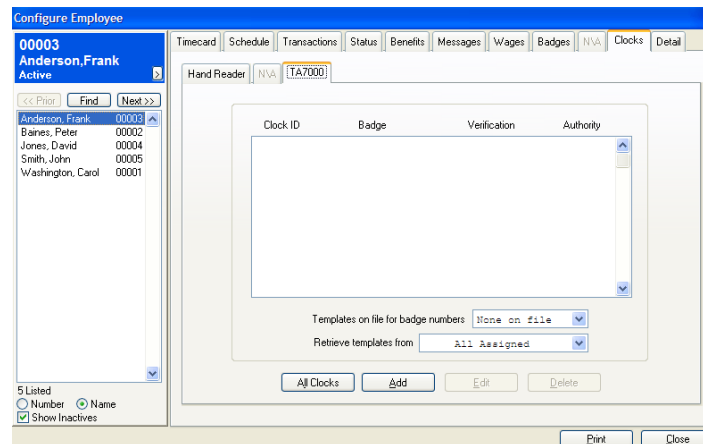 Configure Employee
00003
Anderson,Frank
Active
>
<< Prior Find Next >>
Anderson, Frank 00003
Baines, Peter 00002
Jones, David 00004
Smith, John 00005
Washington, Carol 00001
5 Listed
Number Name
Show Inactives
Timecard Schedule Transactions Status Benefits Messages Wages Badges N\A Clocks Detail
Hand Reader N\A TA7000
Clock ID Badge Verification Authority
Templates on file for badge numbers None on file
Retrieve templates from All Assigned
All Clocks Add Edit Delete
Print Close